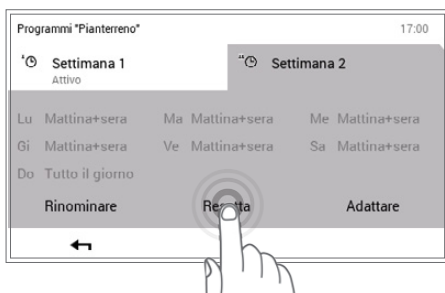 Programmi "Pianterreno" 17:00
Settimana 1 Settimana 2
Attivo
Lu Mattina+sera Ma Mattina+sera Me Mattina+sera
Gi Mattina+sera Ve Mattina+sera Sa Mattina+sera
Do Tutto il giorno
Rinominare Resetta Adattare